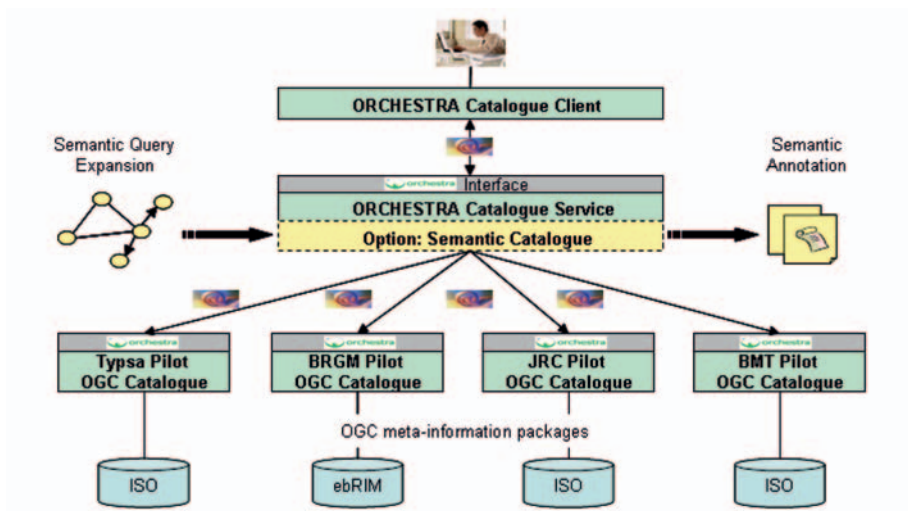 ORCHESTRA Catalogue Client
Semantic Query
Expansion
Semantic
Annotation
orchestra Interface
ORCHESTRA Catalogue Service
Option: Semantic Catalogue
orchestra
orchestra
orchestra
orchestra
Typsa Pilot
OGC Catalogue
BRGM Pilot
OGC Catalogue
JRC Pilot
OGC Catalogue
BMT Pilot
OGC Catalogue
OGC meta-information packages
ISO
ebRIM
ISO
ISO